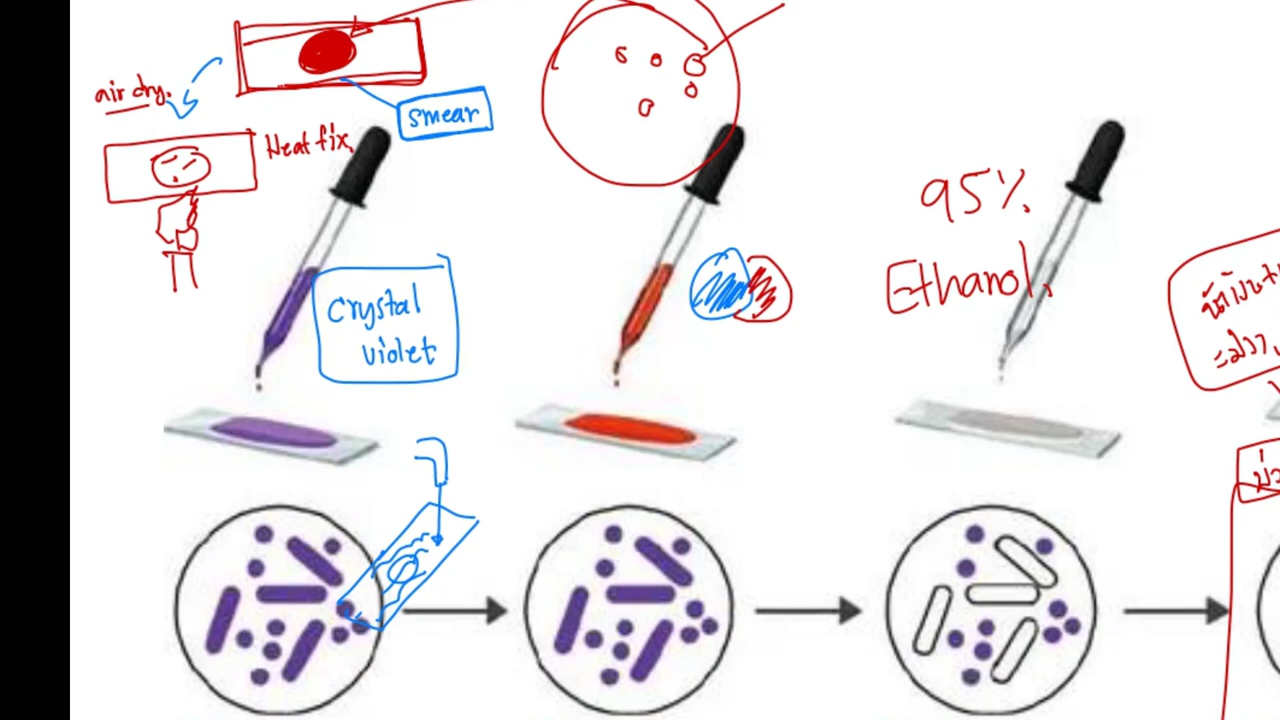 air dry.
smear
Heat fix.
Crystal
violet
95%
Ethanol.